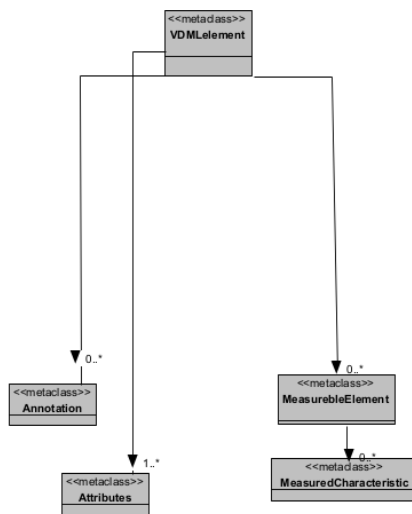 <<metaclass>>
VDMLelement
0..*
<<metaclass>>
Annotation
0..*
<<metaclass>>
MeasurebleElement
1..*
<<metaclass>>
Attributes
0..*
<<metaclass>>
MeasuredCharacteristic